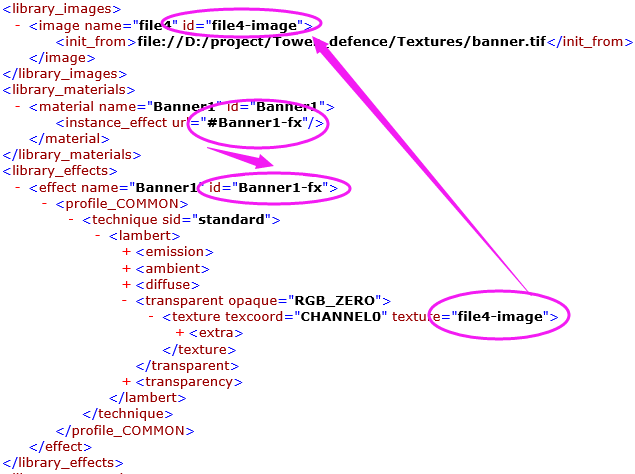 <library_images>
- <image name="file4" id="file4-image">
<init_from>file://D:/project/Tower_defence/Textures/banner.tif</init_from>
</image>
</library_images>
<library_materials>
- <material name="Banner1" id="Banner1">
<instance_effect url="#Banner1-fx"/>
</material>
</library_materials>
<library_effects>
- <effect name="Banner1" id="Banner1-fx">
- <profile_COMMON>
- <technique sid="standard">
- <lambert>
+ <emission>
+ <ambient>
+ <diffuse>
- <transparent opaque="RGB_ZERO">
- <texture texcoord="CHANNEL0" texture="file4-image">
+ <extra>
</texture>
</transparent>
+ <transparency>
</lambert>
</technique>
</profile_COMMON>
</effect>
</library_effects>